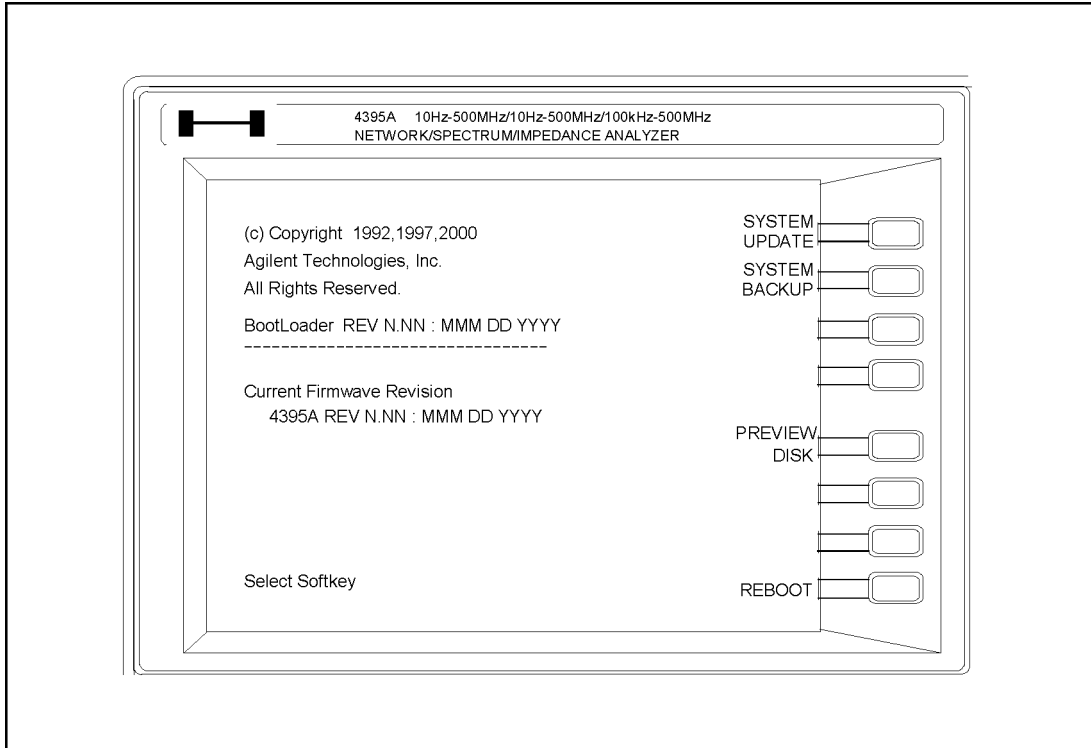 4395A 10Hz-500MHz/10Hz-500MHz/100kHz-500MHz
NETWORK/SPECTRUM/IMPEDANCE ANALYZER
(c) Copyright 1992,1997,2000
Agilent Technologies, Inc.
All Rights Reserved.
BootLoader REV N.NN : MMM DD YYYY
---------------------------------
Current Firmwave Revision
4395A REV N.NN : MMM DD YYYY
Select Softkey
SYSTEM
UPDATE
SYSTEM
BACKUP
PREVIEW
DISK
REBOOT